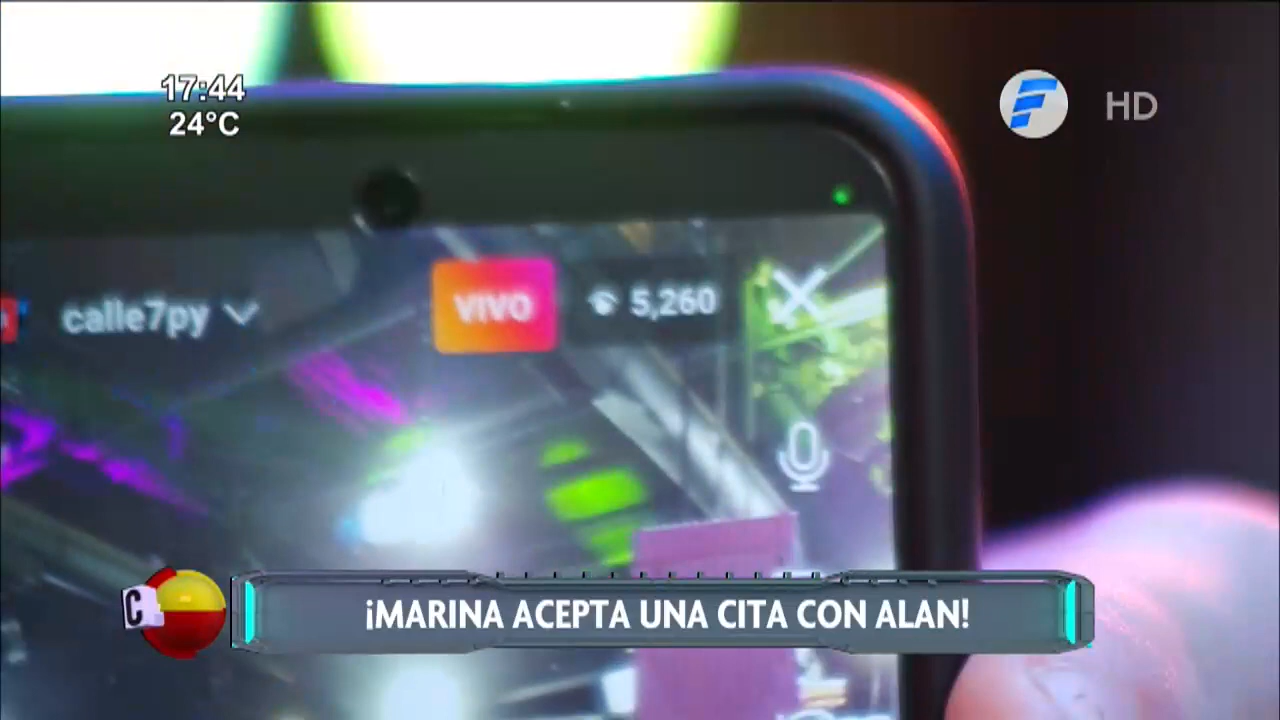 17:44
24°C
HD
calle7py
VIVO
5,260
C
¡MARINA ACEPTA UNA CITA CON ALAN!